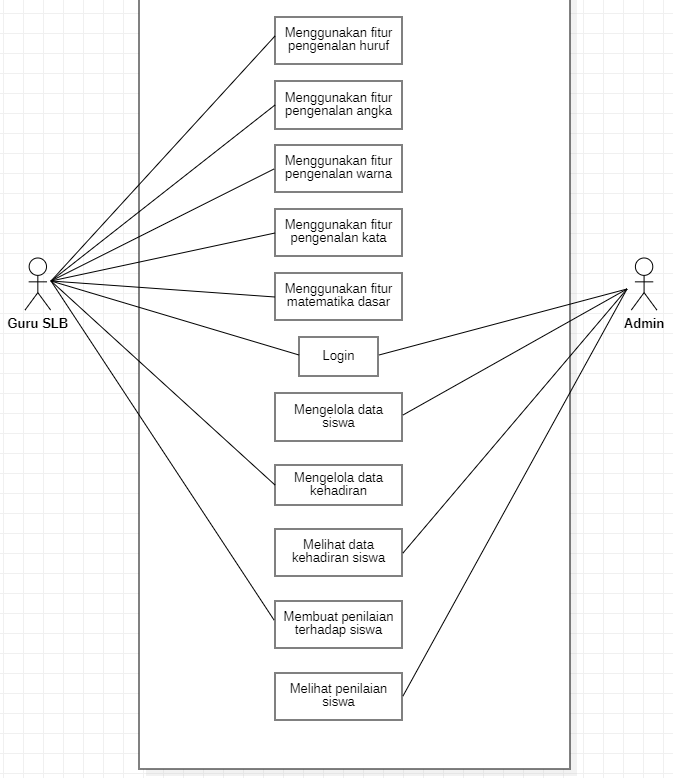 Menggunakan fitur
pengenalan huruf
Menggunakan fitur
pengenalan angka
Menggunakan fitur
pengenalan warna
Menggunakan fitur
pengenalan kata
Menggunakan fitur
matematika dasar
Guru SLB
Admin
Login
Mengelola data
siswa
Mengelola data
kehadiran
Melihat data
kehadiran siswa
Membuat penilaian
terhadap siswa
Melihat penilaian
siswa